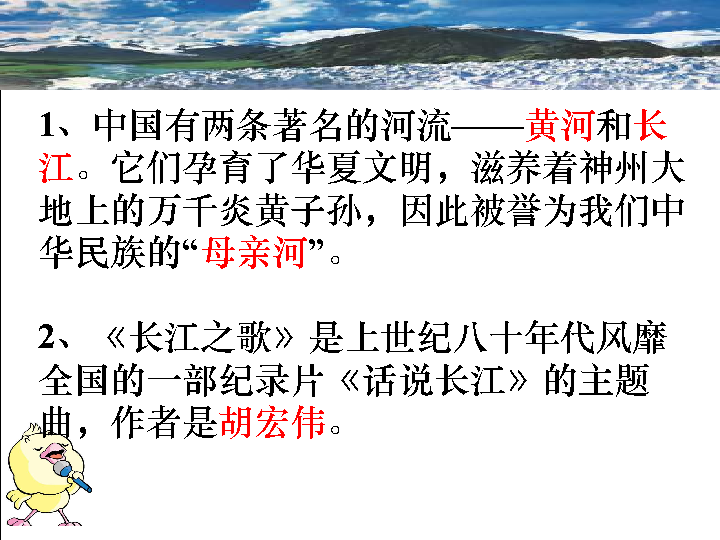 1、中国有两条著名的河流——黄河和长
江。它们孕育了华夏文明，滋养着神州大
地上的万千炎黄子孙，因此被誉为我们中
华民族的“母亲河”。
2、《长江之歌》是上世纪八十年代风靡
全国的一部纪录片《话说长江》的主题
曲，作者是胡宏伟。